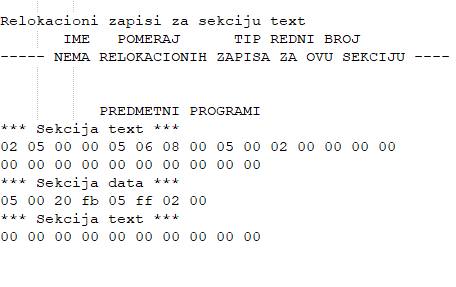 Relokacioni zapisi za sekciju text
IME POMERAJ TIP REDNI BROJ
----- NEMA RELOKACIONIH ZAPISA ZA OVU SEKCIJU ----
PREDMETNI PROGRAMI
*** Sekcija text ***
02 05 00 00 05 06 08 00 05 00 02 00 00 00 00
00 00 00 00 00 00 00 00 00 00
*** Sekcija data ***
05 00 20 fb 05 ff 02 00
*** Sekcija text ***
00 00 00 00 00 00 00 00 00 00